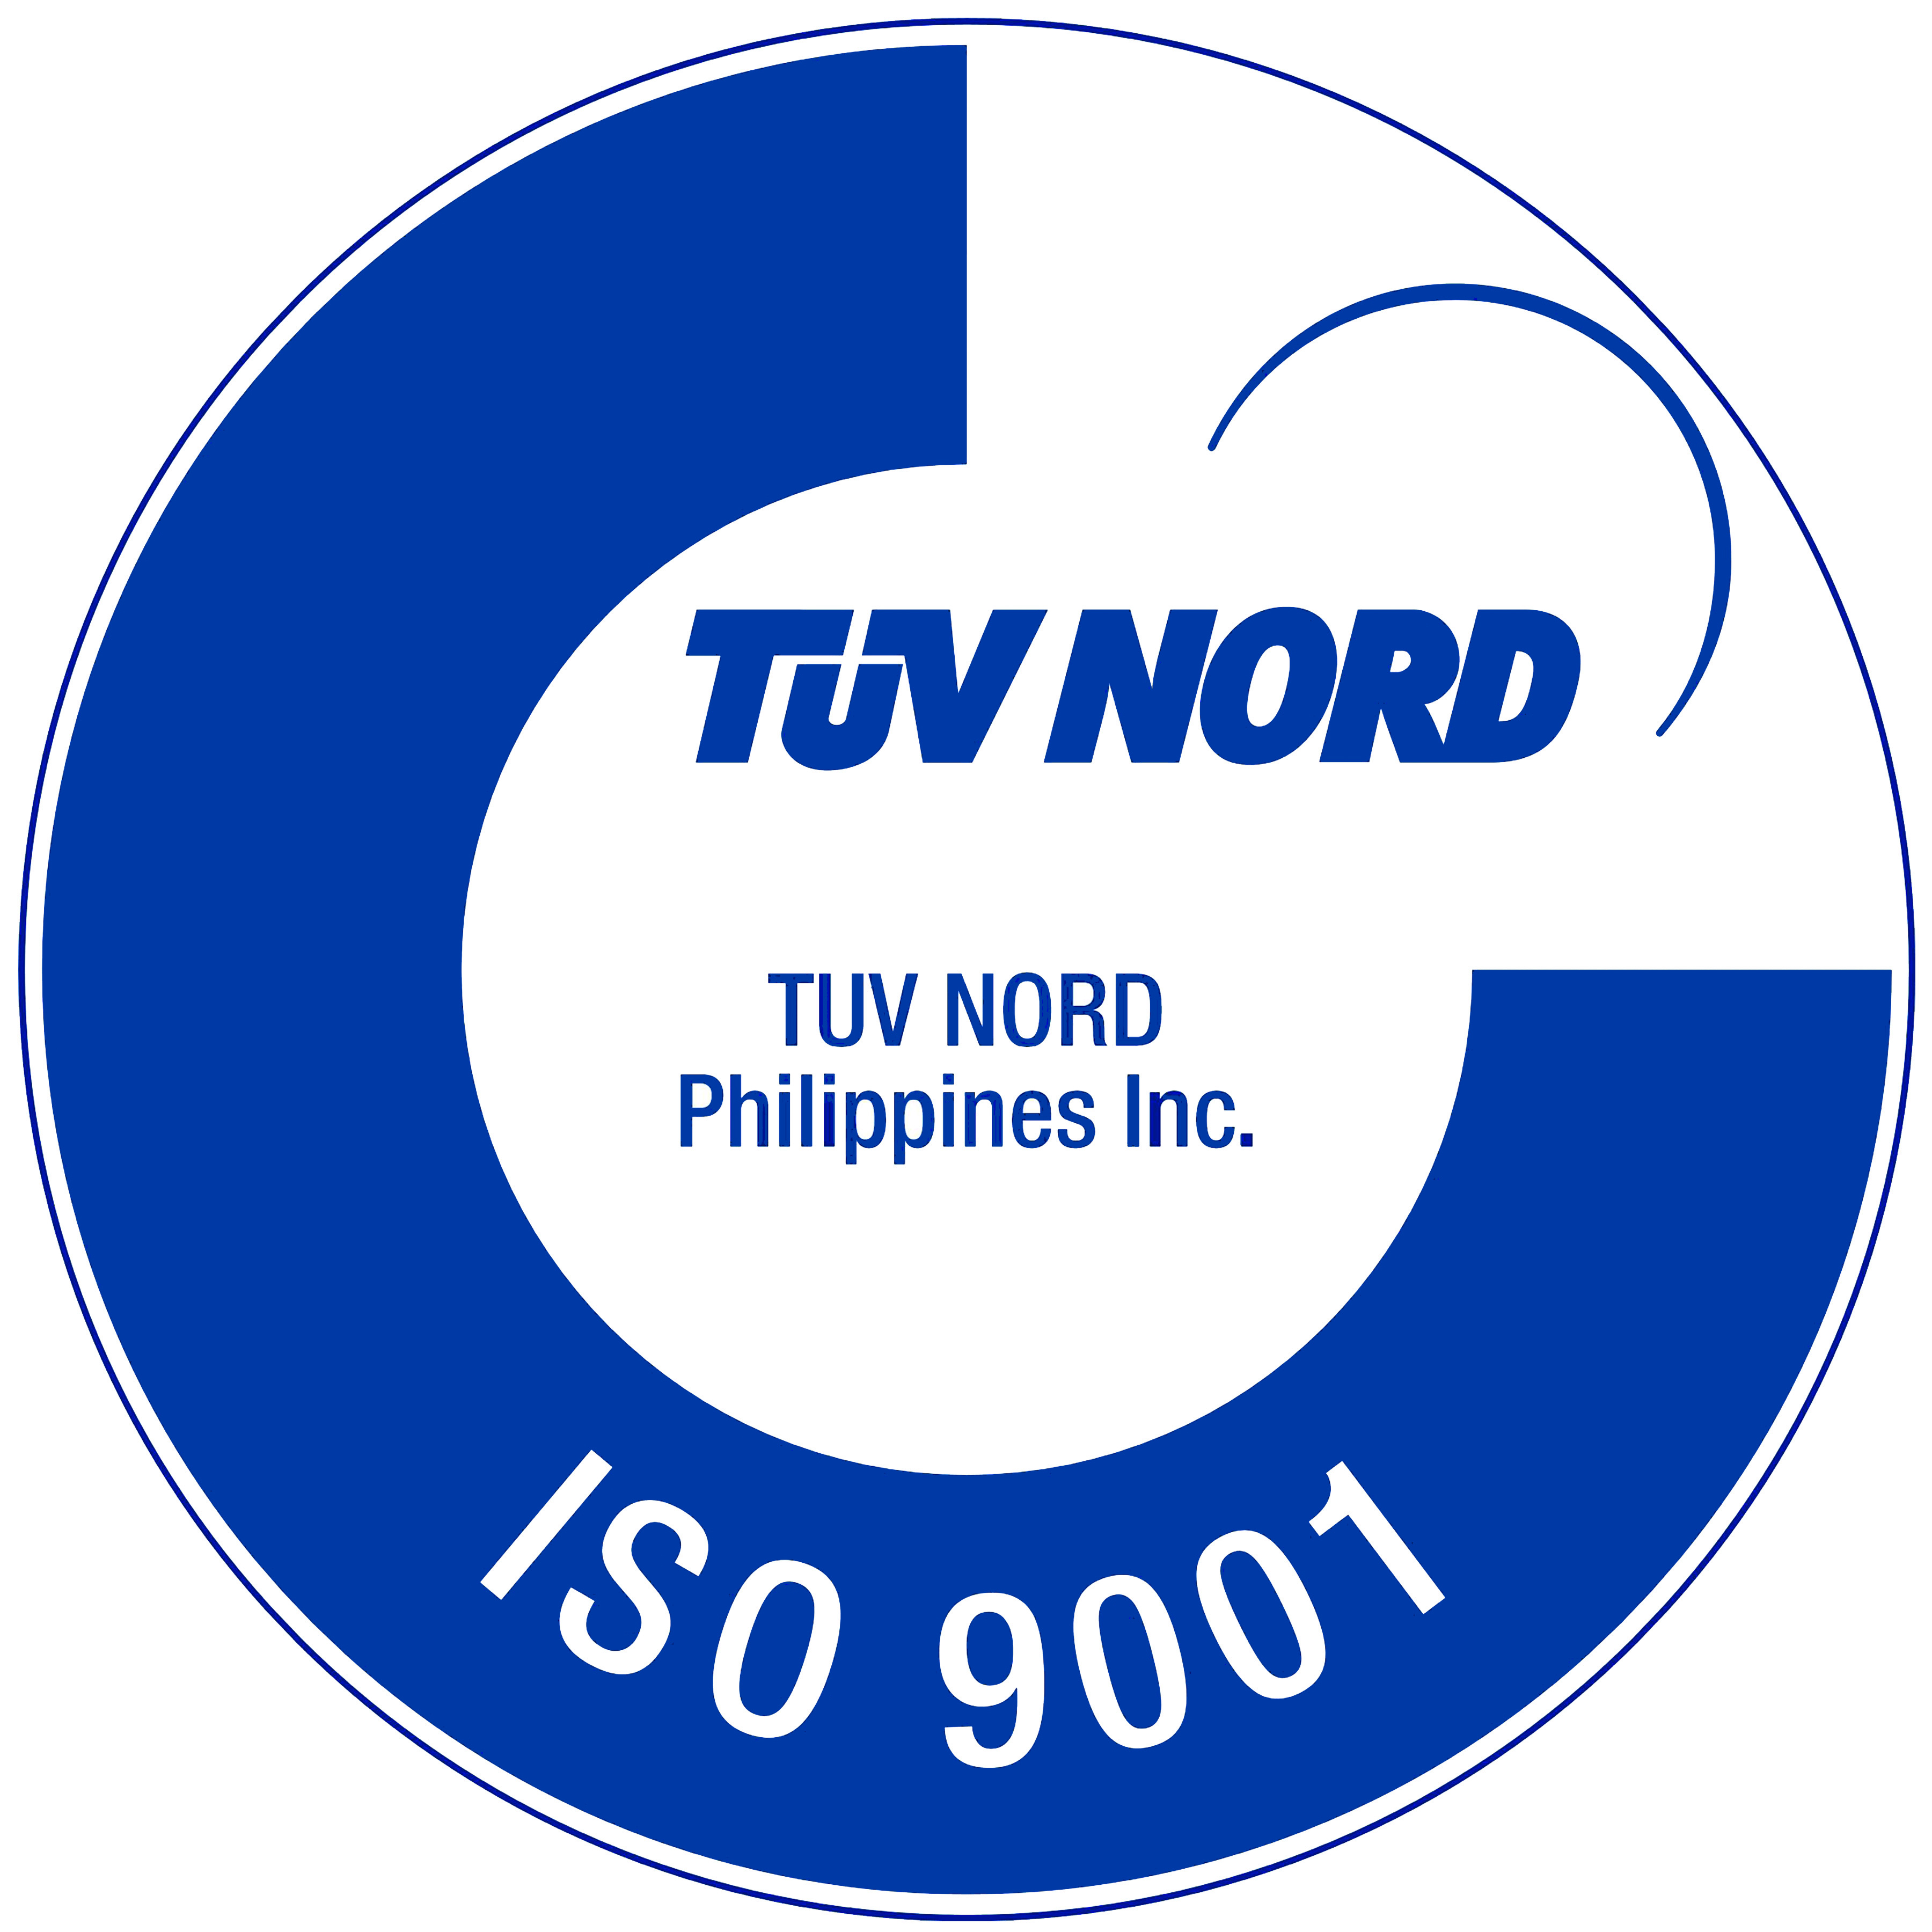 TÜV NORD
TUV NORD
Philippines Inc.
ISO 9001